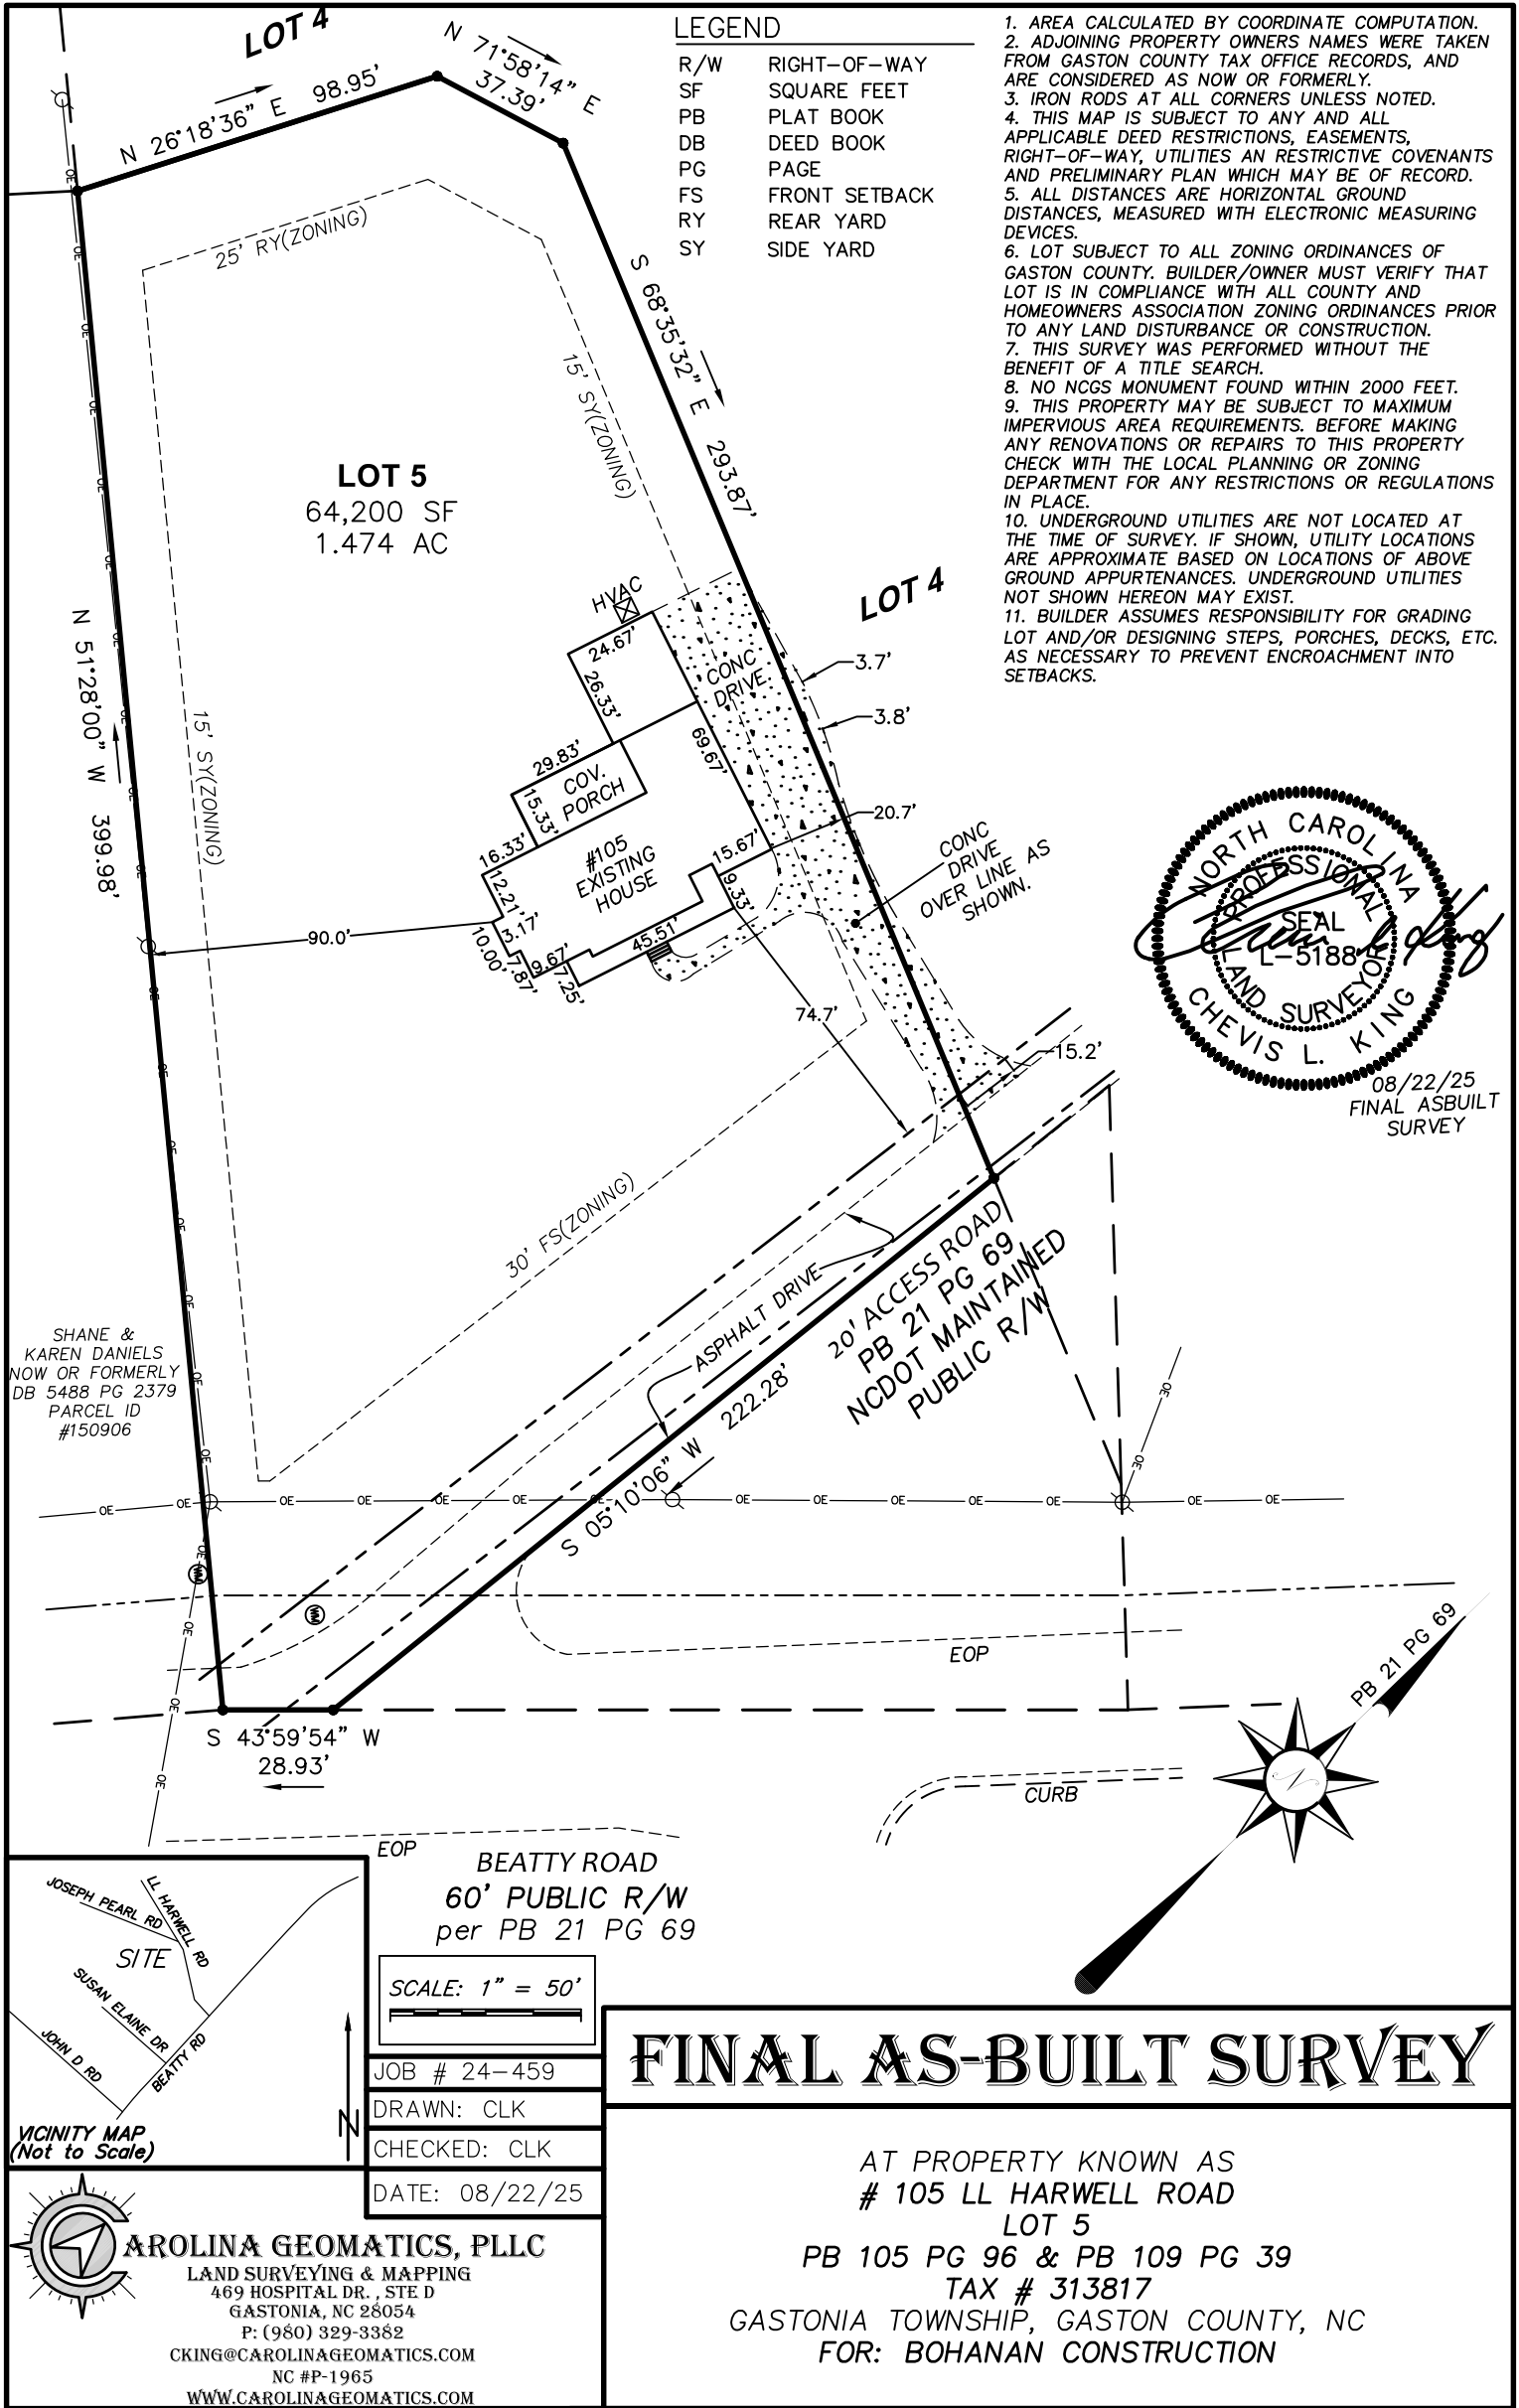 LOT 4
N 26°18'36" E 98.95'
N 71°58'14" E
37.39'
LEGEND
R/W RIGHT-OF-WAY
SF SQUARE FEET
PB PLAT BOOK
DB DEED BOOK
PG PAGE
FS FRONT SETBACK
RY REAR YARD
SY SIDE YARD
1. AREA CALCULATED BY COORDINATE COMPUTATION.
2. ADJOINING PROPERTY OWNERS NAMES WERE TAKEN
FROM GASTON COUNTY TAX OFFICE RECORDS, AND
ARE CONSIDERED AS NOW OR FORMERLY.
3. IRON RODS AT ALL CORNERS UNLESS NOTED.
4. THIS MAP IS SUBJECT TO ANY AND ALL
APPLICABLE DEED RESTRICTIONS, EASEMENTS,
RIGHT-OF-WAY, UTILITIES AN RESTRICTIVE COVENANTS
AND PRELIMINARY PLAN WHICH MAY BE OF RECORD.
5. ALL DISTANCES ARE HORIZONTAL GROUND
DISTANCES, MEASURED WITH ELECTRONIC MEASURING
DEVICES.
6. LOT SUBJECT TO ALL ZONING ORDINANCES OF
GASTON COUNTY. BUILDER/OWNER MUST VERIFY THAT
LOT IS IN COMPLIANCE WITH ALL COUNTY AND
HOMEOWNERS ASSOCIATION ZONING ORDINANCES PRIOR
TO ANY LAND DISTURBANCE OR CONSTRUCTION.
7. THIS SURVEY WAS PERFORMED WITHOUT THE
BENEFIT OF A TITLE SEARCH.
8. NO NCGS MONUMENT FOUND WITHIN 2000 FEET.
9. THIS PROPERTY MAY BE SUBJECT TO MAXIMUM
IMPERVIOUS AREA REQUIREMENTS. BEFORE MAKING
ANY RENOVATIONS OR REPAIRS TO THIS PROPERTY
CHECK WITH THE LOCAL PLANNING OR ZONING
DEPARTMENT FOR ANY RESTRICTIONS OR REGULATIONS
IN PLACE.
10. UNDERGROUND UTILITIES ARE NOT LOCATED AT
THE TIME OF SURVEY. IF SHOWN, UTILITY LOCATIONS
ARE APPROXIMATE BASED ON LOCATIONS OF ABOVE
GROUND APPURTENANCES. UNDERGROUND UTILITIES
NOT SHOWN HEREON MAY EXIST.
11. BUILDER ASSUMES RESPONSIBILITY FOR GRADING
LOT AND/OR DESIGNING STEPS, PORCHES, DECKS, ETC.
AS NECESSARY TO PREVENT ENCROACHMENT INTO
SETBACKS.
25' RY(ZONING)
S 68°35'32" E 293.87'
15' SY(ZONING)
LOT 5
64,200 SF
1.474 AC
N 51°28'00" W 399.98'
15' SY(ZONING)
HVAC
24.67'
26.33'
CONC
DRIVE
69.67'
LOT 4
3.7'
3.8'
20.7'
29.83'
COV.
PORCH
15.33'
16.33'
12.21'
#105
EXISTING
HOUSE
15.67'
9.33'
3.17'
10.00'
7.87'
9.67'
7.25'
45.51'
90.0'
74.7'
CONC
DRIVE
OVER LINE AS
SHOWN.
15.2'
NORTH CAROLINA
PROFESSIONAL
SEAL
L-5188
LAND SURVEYOR
CHEVIS L. KING
08/22/25
FINAL ASBUILT
SURVEY
30' FS(ZONING)
ASPHALT DRIVE
20' ACCESS ROAD
PB 21 PG 69
NCDOT MAINTAINED
PUBLIC R/W
S 05°10'06" W 222.28'
SHANE &
KAREN DANIELS
NOW OR FORMERLY
DB 5488 PG 2379
PARCEL ID
#150906
OE OE OE OE OE OE OE OE OE OE OE OE
WM
WM
EOP
S 43°59'54" W
28.93'
PB 21 PG 69
N
CURB
EOP
BEATTY ROAD
60' PUBLIC R/W
per PB 21 PG 69
JOSEPH PEARL RD
LL HARWELL RD
SITE
SUSAN ELAINE DR
JOHN D RD
BEATTY RD
N
VICINITY MAP
(Not to Scale)
SCALE: 1" = 50'
JOB # 24-459
DRAWN: CLK
CHECKED: CLK
DATE: 08/22/25
FINAL AS-BUILT SURVEY
AT PROPERTY KNOWN AS
# 105 LL HARWELL ROAD
LOT 5
PB 105 PG 96 & PB 109 PG 39
TAX # 313817
GASTONIA TOWNSHIP, GASTON COUNTY, NC
FOR: BOHANAN CONSTRUCTION
CAROLINA GEOMATICS, PLLC
LAND SURVEYING & MAPPING
469 HOSPITAL DR. , STE D
GASTONIA, NC 28054
P: (980) 329-3382
CKING@CAROLINAGEOMATICS.COM
NC #P-1965
WWW.CAROLINAGEOMATICS.COM